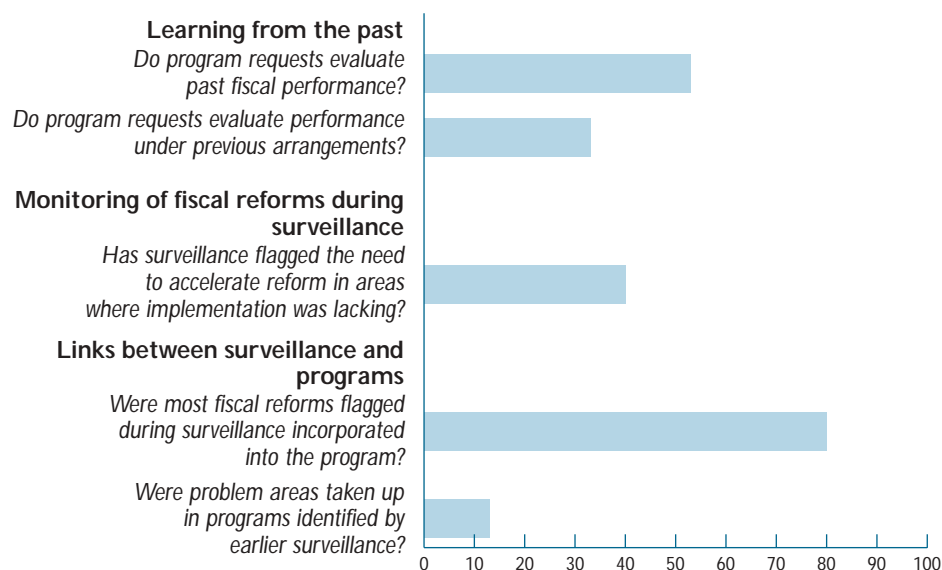 Learning from the past
Do program requests evaluate
past fiscal performance?
Do program requests evaluate performance
under previous arrangements?
Monitoring of fiscal reforms during
surveillance
Has surveillance flagged the need
to accelerate reform in areas
where implementation was lacking?
Links between surveillance and
programs
Were most fiscal reforms flagged
during surveillance incorporated
into the program?
Were problem areas taken up
in programs identified by
earlier surveillance?
0 10 20 30 40 50 60 70 80 90 100